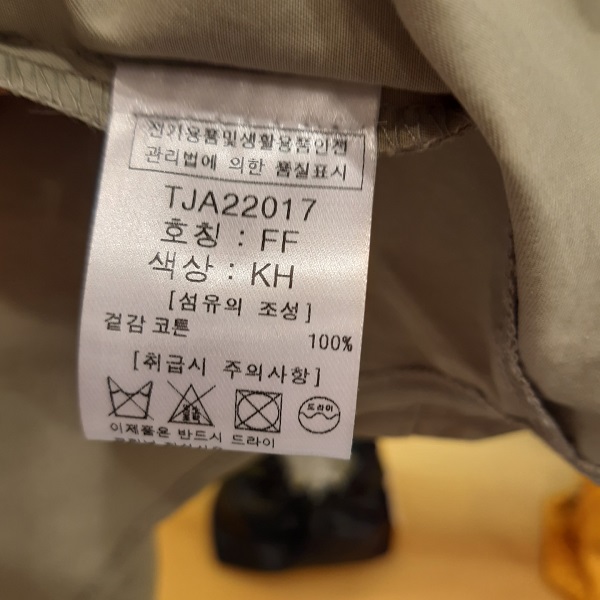 전기용품및생활용품안전
관리법에 의한 품질표시
TJA22017
호칭 : FF
색상 : KH
[섬유의 조성]
겉감 코튼 100%
[취급시 주의사항]
드라이
이제품은 반드시 드라이